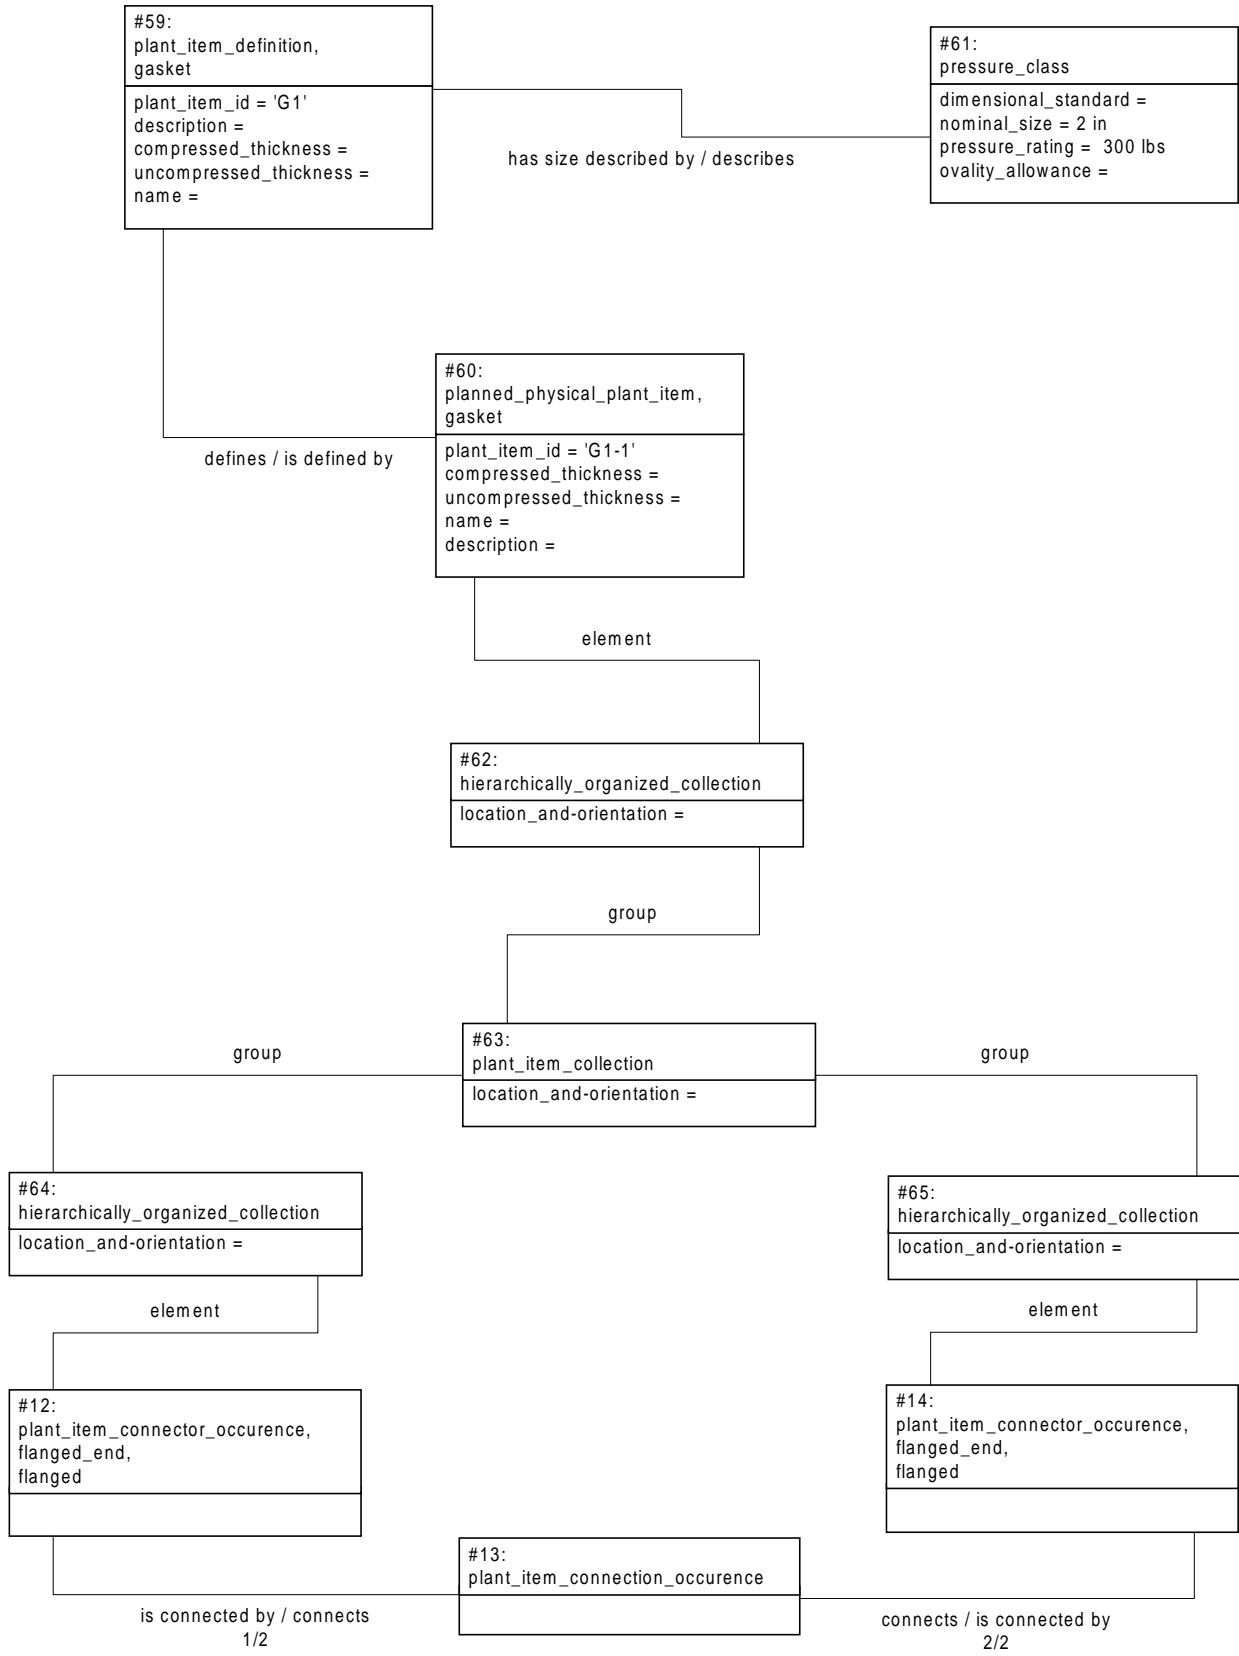 #59:
plant_item_definition,
gasket
plant_item_id = 'G1'
description =
compressed_thickness =
uncompressed_thickness =
name =
#61:
pressure_class
dimensional_standard =
nominal_size = 2 in
pressure_rating =  300 lbs
ovality_allowance =
has size described by / describes
#60:
planned_physical_plant_item,
gasket
plant_item_id = 'G1-1'
compressed_thickness =
uncompressed_thickness =
name =
description =
defines / is defined by
element
#62:
hierarchically_organized_collection
location_and-orientation =
group
#63:
plant_item_collection
location_and-orientation =
group
group
#64:
hierarchically_organized_collection
location_and-orientation =
#65:
hierarchically_organized_collection
location_and-orientation =
element
element
#12:
plant_item_connector_occurence,
flanged_end,
flanged
#14:
plant_item_connector_occurence,
flanged_end,
flanged
#13:
plant_item_connection_occurence
is connected by / connects
1/2
connects / is connected by
2/2